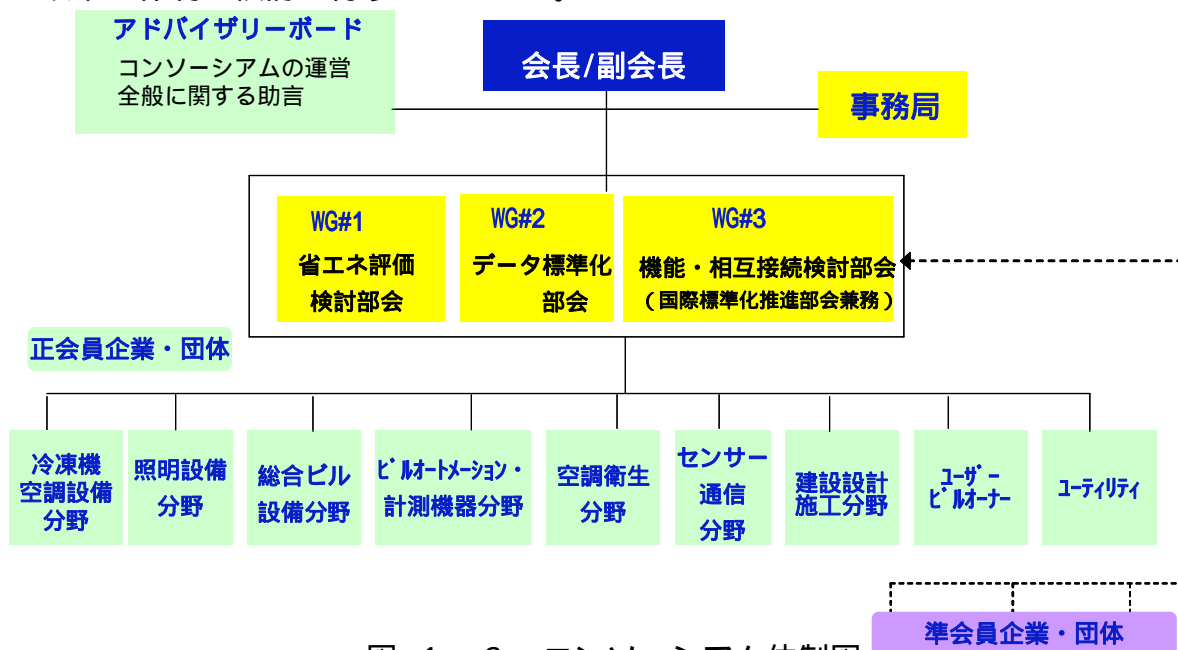 アドバイザリーボード
コンソーシアムの運営
全般に関する助言
会長/副会長
事務局
WG#1
省エネ評価
検討部会
WG#2
データ標準化
部会
WG#3
機能・相互接続検討部会
(国際標準化推進部会兼務)
正会員企業・団体
冷凍機
空調設備
分野
照明設備
分野
総合ビル
設備分野
ﾋﾞﾙｵｰﾄﾒｰｼｮﾝ・
計測機器分野
空調衛生
分野
センサー
通信
分野
建設設計
施工分野
ﾕｰｻﾞｰ
ﾋﾞﾙｵｰﾅｰ
ﾕｰﾃｨﾘﾃｨ
準会員企業・団体